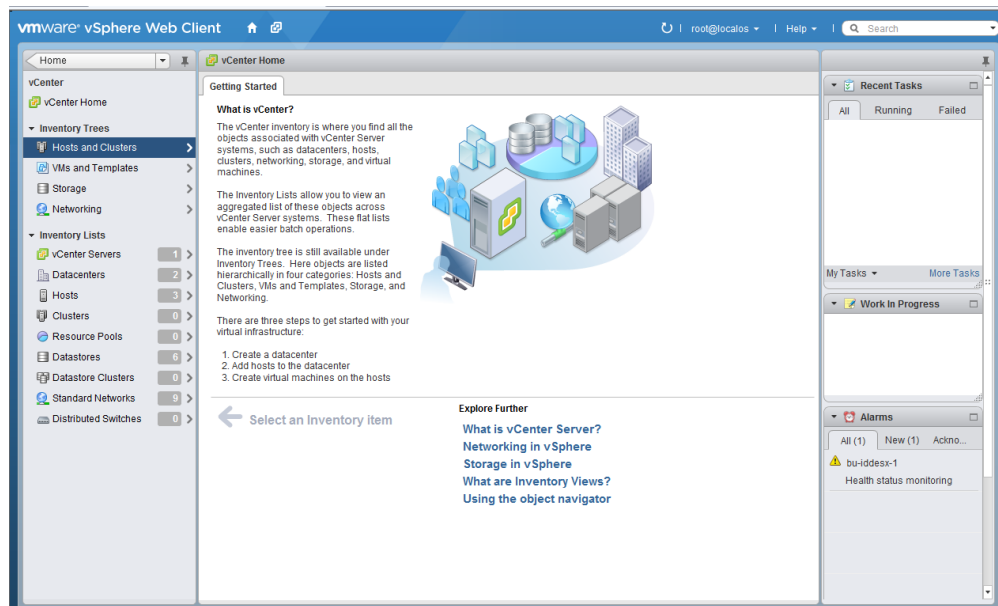 vmware® vSphere Web Client
root@localos
Help
Search
Home
vCenter
vCenter Home
Inventory Trees
Hosts and Clusters
VMs and Templates
Storage
Networking
Inventory Lists
vCenter Servers 1
Datacenters 2
Hosts 3
Clusters 0
Resource Pools 0
Datastores 6
Datastore Clusters 0
Standard Networks 9
Distributed Switches 0
vCenter Home
Getting Started
What is vCenter?
The vCenter inventory is where you find all the
objects associated with vCenter Server
systems, such as datacenters, hosts,
clusters, networking, storage, and virtual
machines.
The Inventory Lists allow you to view an
aggregated list of these objects across
vCenter Server systems. These flat lists
enable easier batch operations.
The inventory tree is still available under
Inventory Trees. Here objects are listed
hierarchically in four categories: Hosts and
Clusters, VMs and Templates, Storage, and
Networking.
There are three steps to get started with your
virtual infrastructure:
1. Create a datacenter
2. Add hosts to the datacenter
3. Create virtual machines on the hosts
Select an Inventory item
Explore Further
What is vCenter Server?
Networking in vSphere
Storage in vSphere
What are Inventory Views?
Using the object navigator
Recent Tasks
All Running Failed
My Tasks More Tasks
Work In Progress
Alarms
All (1) New (1) Ackno...
bu-iddesx-1
Health status monitoring